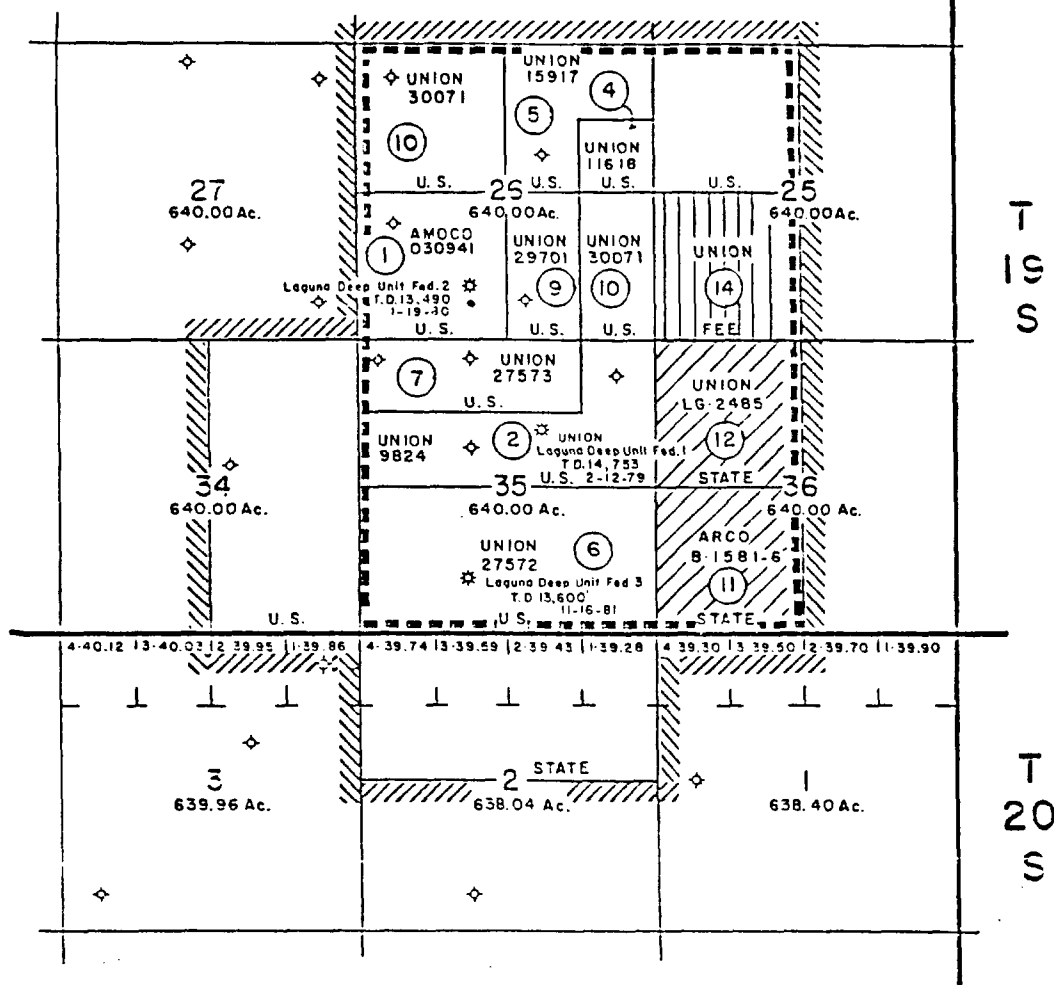 UNION
30071
10
U.S.
UNION
15917
5
4
UNION
11618
U.S.
U.S.
U.S.
27
640.00 Ac.
26
640.00 Ac.
25
640.00 Ac.
T
19
S
1
AMOCO
030941
Laguna Deep Unit Fed. 2
T.D. 13,490
U.S.
UNION
29701
9
U.S.
UNION
30071
10
U.S.
UNION
14
FEE
7
UNION
27573
U.S.
UNION
9824
2
UNION
Laguna Deep Unit Fed. 1
T.D. 14,753
2-12-79
U.S.
UNION
LG-2485
12
STATE
34
640.00 Ac.
35
640.00 Ac.
36
640.00 Ac.
UNION
27572
6
Laguna Deep Unit Fed 3
T.D 13,600'
11-16-81
U.S.
ARCO
B-1581-6
11
STATE
U.S.
4-40.12 3-40.03 2 39.95 1-39.86 4-39.74 3-39.59 2-39.43 1-39.28 4 39.30 3 39.50 2-39.70 1-39.90
STATE
3
639.96 Ac.
2
638.04 Ac.
1
638.40 Ac.
T
20
S